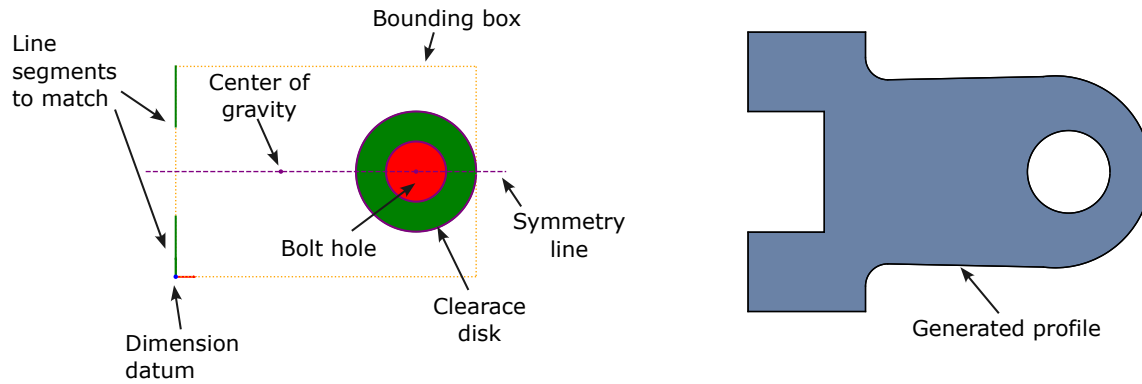 Bounding box
Line
segments
to match
Center of
gravity
Bolt hole
Symmetry
line
Clearace
disk
Dimension
datum
Generated profile